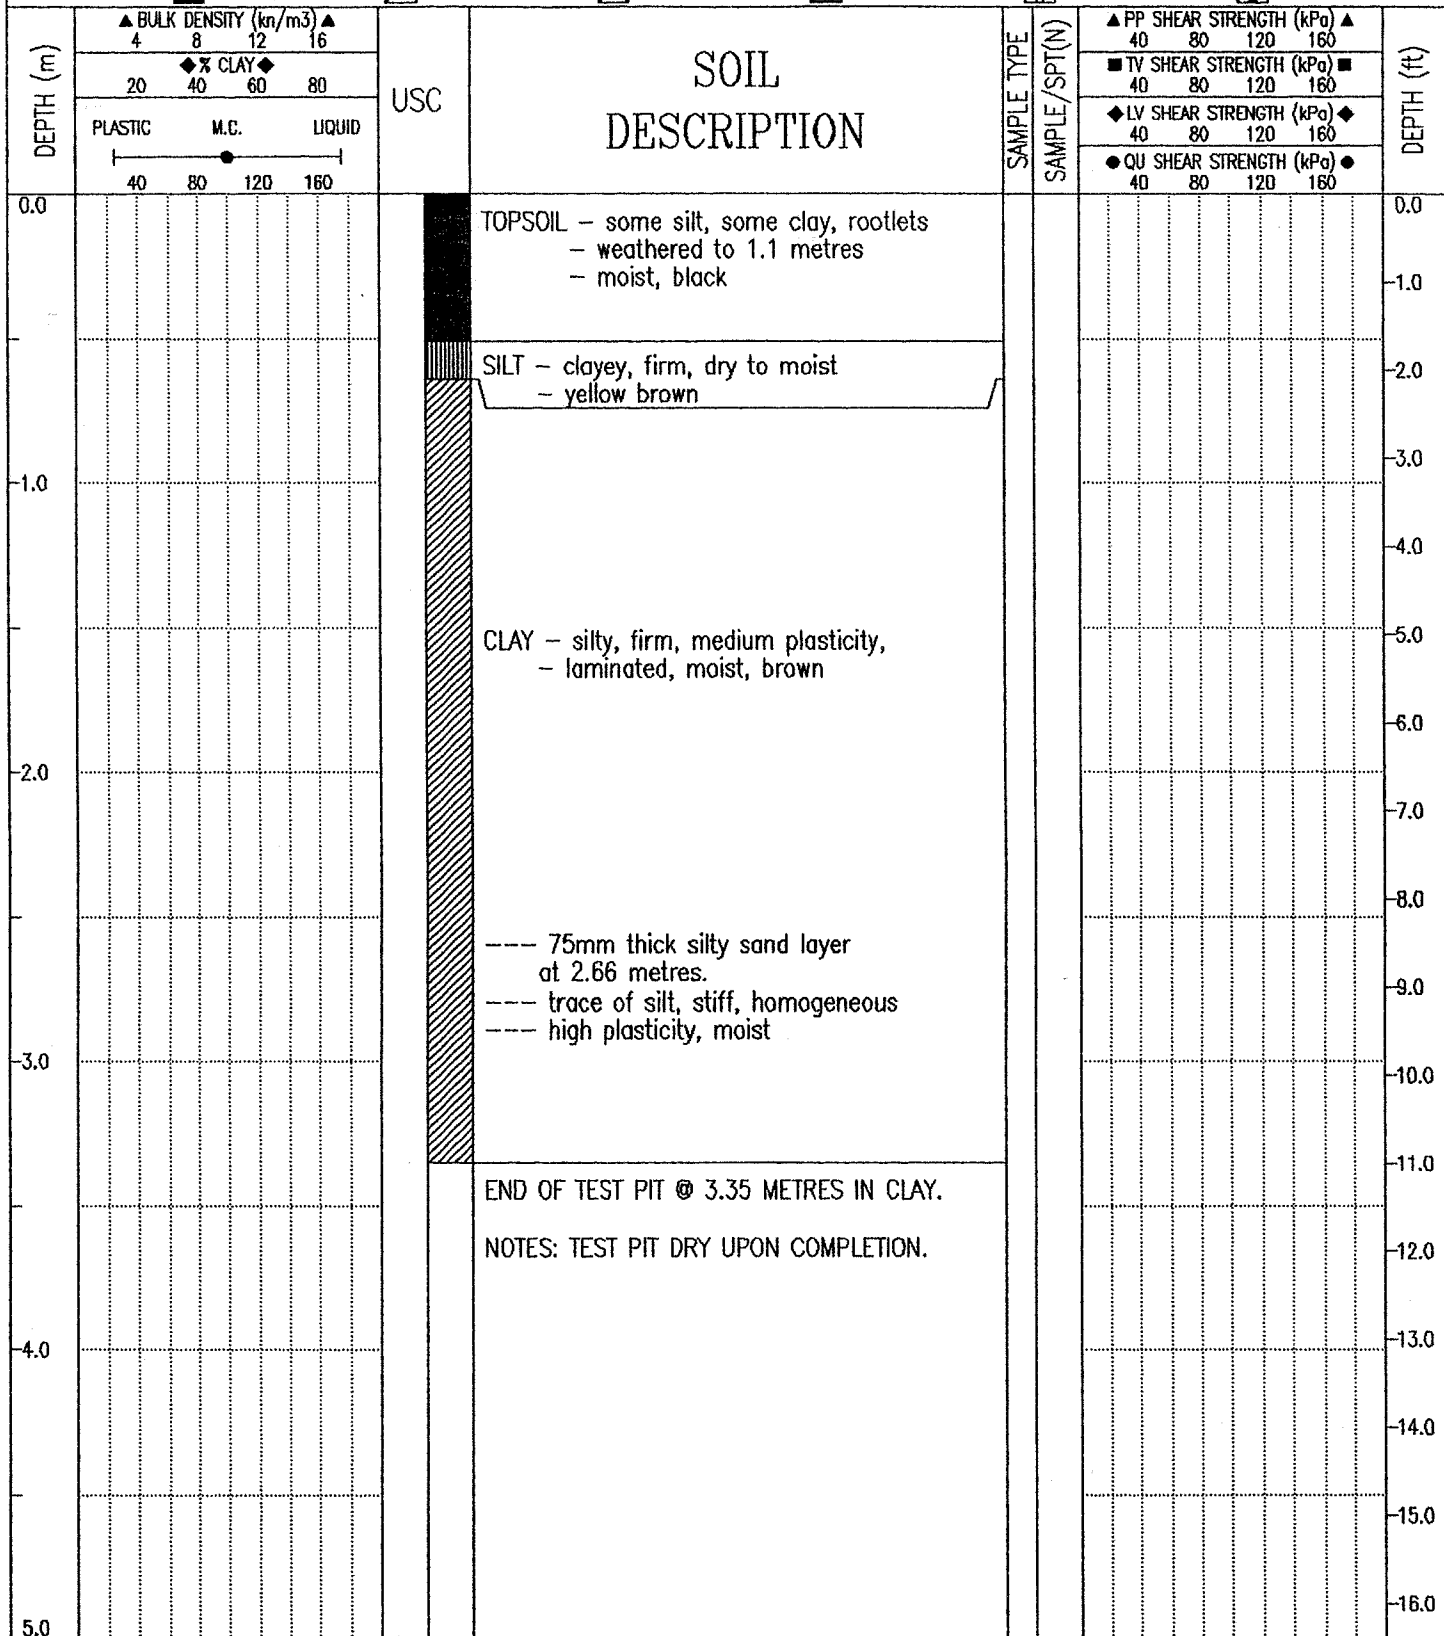 ▲ BULK DENSITY (kn/m3) ▲
4 8 12 16
◆ % CLAY ◆
20 40 60 80
PLASTIC M.C. LIQUID
40 80 120 160
DEPTH (m)
USC
SOIL
DESCRIPTION
SAMPLE TYPE
SAMPLE/SPT(N)
▲ PP SHEAR STRENGTH (kPa) ▲
40 80 120 160
■ TV SHEAR STRENGTH (kPa) ■
40 80 120 160
◆ LV SHEAR STRENGTH (kPa) ◆
40 80 120 160
● QU SHEAR STRENGTH (kPa) ●
40 80 120 160
DEPTH (ft)
0.0
1.0
2.0
3.0
4.0
5.0
TOPSOIL – some silt, some clay, rootlets
– weathered to 1.1 metres
– moist, black
SILT – clayey, firm, dry to moist
– yellow brown
CLAY – silty, firm, medium plasticity,
– laminated, moist, brown
--- 75mm thick silty sand layer
at 2.66 metres.
--- trace of silt, stiff, homogeneous
--- high plasticity, moist
END OF TEST PIT @ 3.35 METRES IN CLAY.
NOTES: TEST PIT DRY UPON COMPLETION.
0.0
1.0
2.0
3.0
4.0
5.0
6.0
7.0
8.0
9.0
10.0
11.0
12.0
13.0
14.0
15.0
16.0